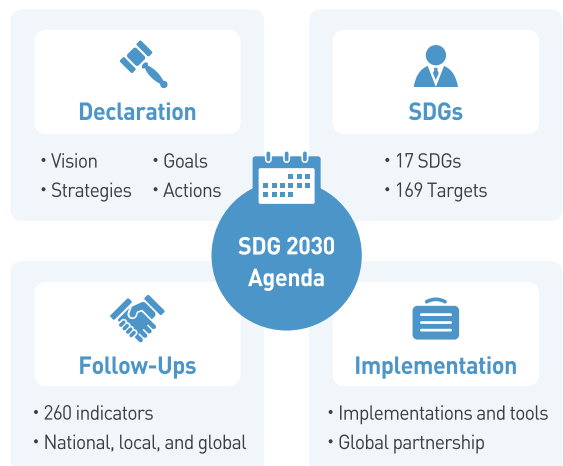 Declaration
• Vision
• Goals
• Strategies
• Actions
SDGs
• 17 SDGs
• 169 Targets
SDG 2030
Agenda
Follow-Ups
• 260 indicators
• National, local, and global
Implementation
• Implementations and tools
• Global partnership